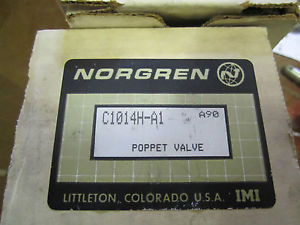 NORGREN
C1014H-A1 A90
POPPET VALVE
LITTLETON, COLORADO U.S.A. IMI